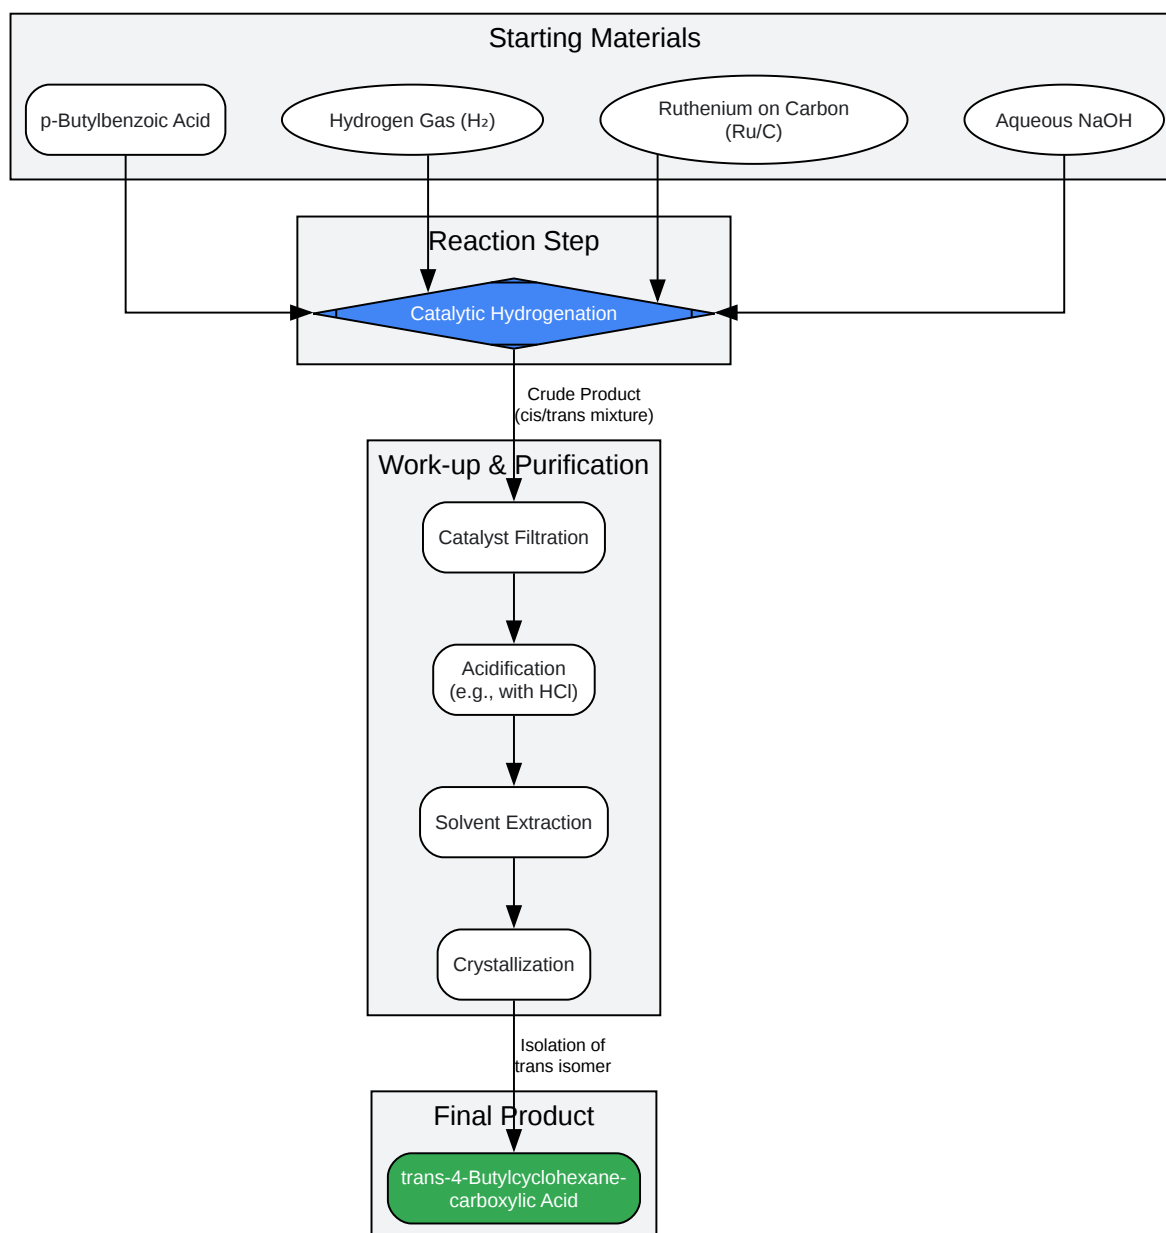 Starting Materials
p-Butylbenzoic Acid
Hydrogen Gas (H₂)
Ruthenium on Carbon
(Ru/C)
Aqueous NaOH
Reaction Step
Catalytic Hydrogenation
Crude Product
(cis/trans mixture)
Work-up & Purification
Catalyst Filtration
Acidification
(e.g., with HCl)
Solvent Extraction
Crystallization
Isolation of
trans isomer
Final Product
trans-4-Butylcyclohexane-
carboxylic Acid